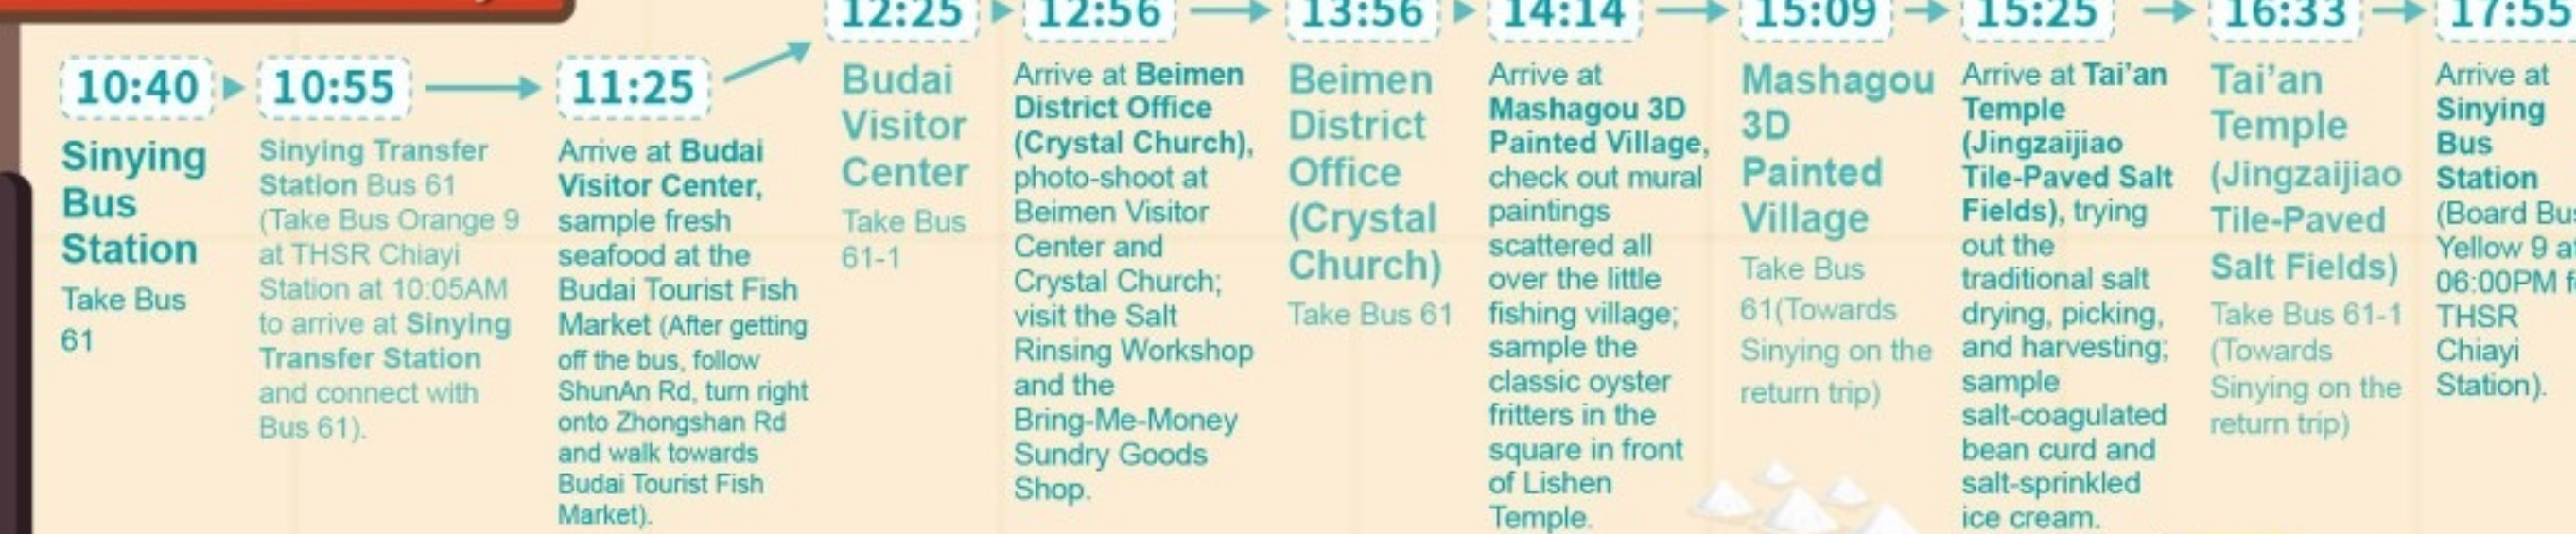 10:40
Sinying
Bus
Station
Take Bus
61
10:55
Sinying Transfer
Station Bus 61
(Take Bus Orange 9
at THSR Chiayi
Station at 10:05AM
to arrive at Sinying
Transfer Station
and connect with
Bus 61).
11:25
Arrive at Budai
Visitor Center,
sample fresh
seafood at the
Budai Tourist Fish
Market (After getting
off the bus, follow
ShunAn Rd, turn right
onto Zhongshan Rd
and walk towards
Budai Tourist Fish
Market).
12:25
Budai
Visitor
Center
Take Bus
61-1
12:56
Arrive at Beimen
District Office
(Crystal Church),
photo-shoot at
Beimen Visitor
Center and
Crystal Church;
visit the Salt
Rinsing Workshop
and the
Bring-Me-Money
Sundry Goods
Shop.
13:56
Beimen
District
Office
(Crystal
Church)
Take Bus 61
14:14
Arrive at
Mashagou 3D
Painted Village,
check out mural
paintings
scattered all
over the little
fishing village;
sample the
classic oyster
fritters in the
square in front
of Lishen
Temple.
15:09
Mashagou
3D
Painted
Village
Take Bus
61(Towards
Sinying on the
return trip)
15:25
Arrive at Tai'an
Temple
(Jingzaijiao
Tile-Paved Salt
Fields), trying
out the
traditional salt
drying, picking,
and harvesting;
sample
salt-coagulated
bean curd and
salt-sprinkled
ice cream.
16:33
Tai'an
Temple
(Jingzaijiao
Tile-Paved
Salt Fields)
Take Bus 61-1
(Towards
Sinying on the
return trip)
17:55
Arrive at
Sinying
Bus
Station
(Board Bus
Yellow 9
06:00PM
THSR
Chiayi
Station).